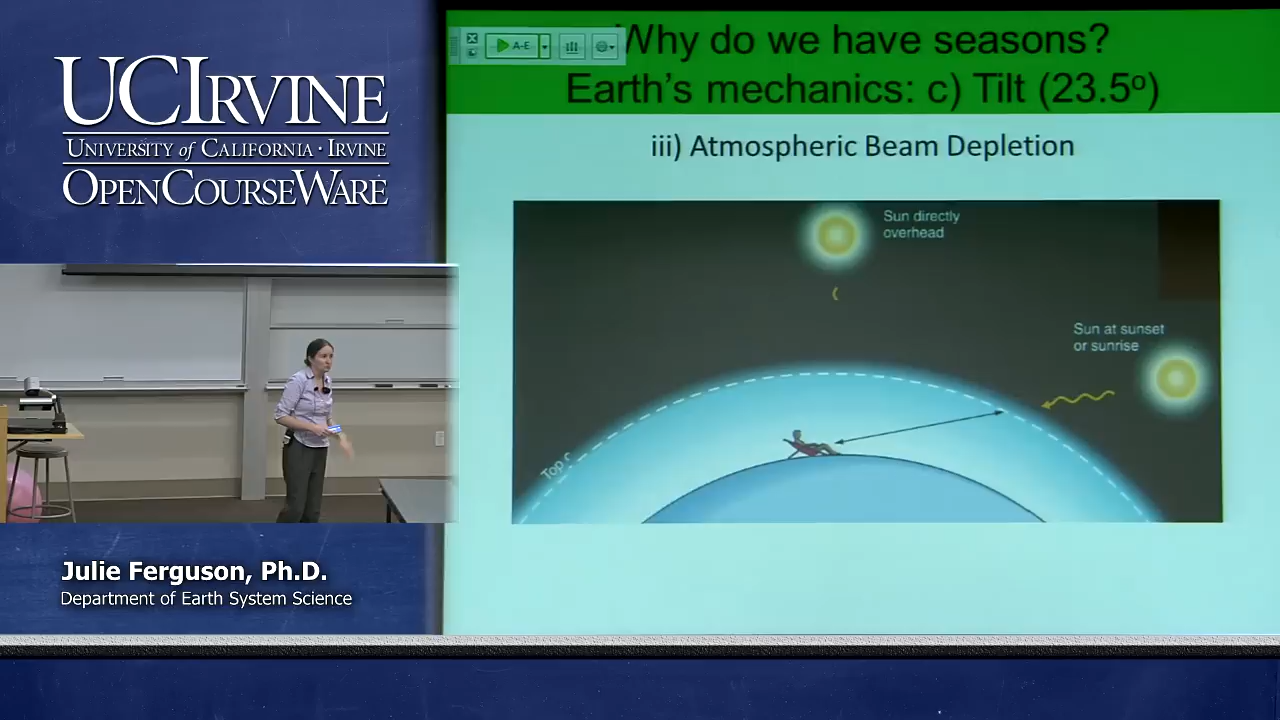 UCIRVINE
UNIVERSITY of CALIFORNIA · IRVINE
OPENCOURSEWARE
Julie Ferguson, Ph.D.
Department of Earth System Science
A-E
Why do we have seasons?
Earth's mechanics: c) Tilt (23.5º)
iii) Atmospheric Beam Depletion
Sun directly
overhead
Sun at sunset
or sunrise
Top